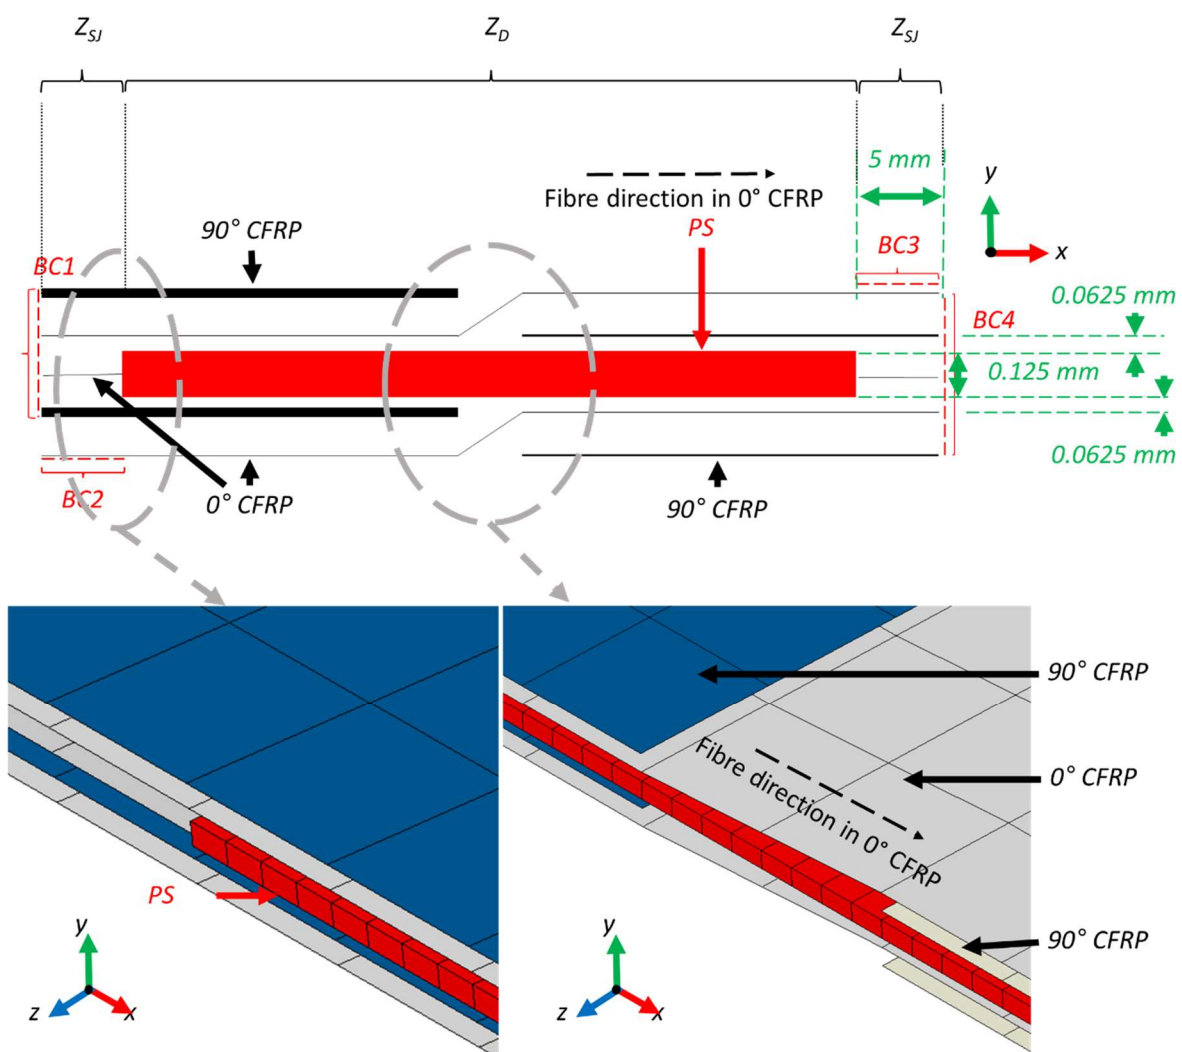 Z_SJ
Z_D
Z_SJ
5 mm
y
x
Fibre direction in 0° CFRP
90° CFRP
PS
BC3
BC1
0.0625 mm
BC4
0.125 mm
0.0625 mm
BC2
0° CFRP
90° CFRP
90° CFRP
Fibre direction in 0° CFRP
0° CFRP
PS
90° CFRP
y
z
x
y
z
x